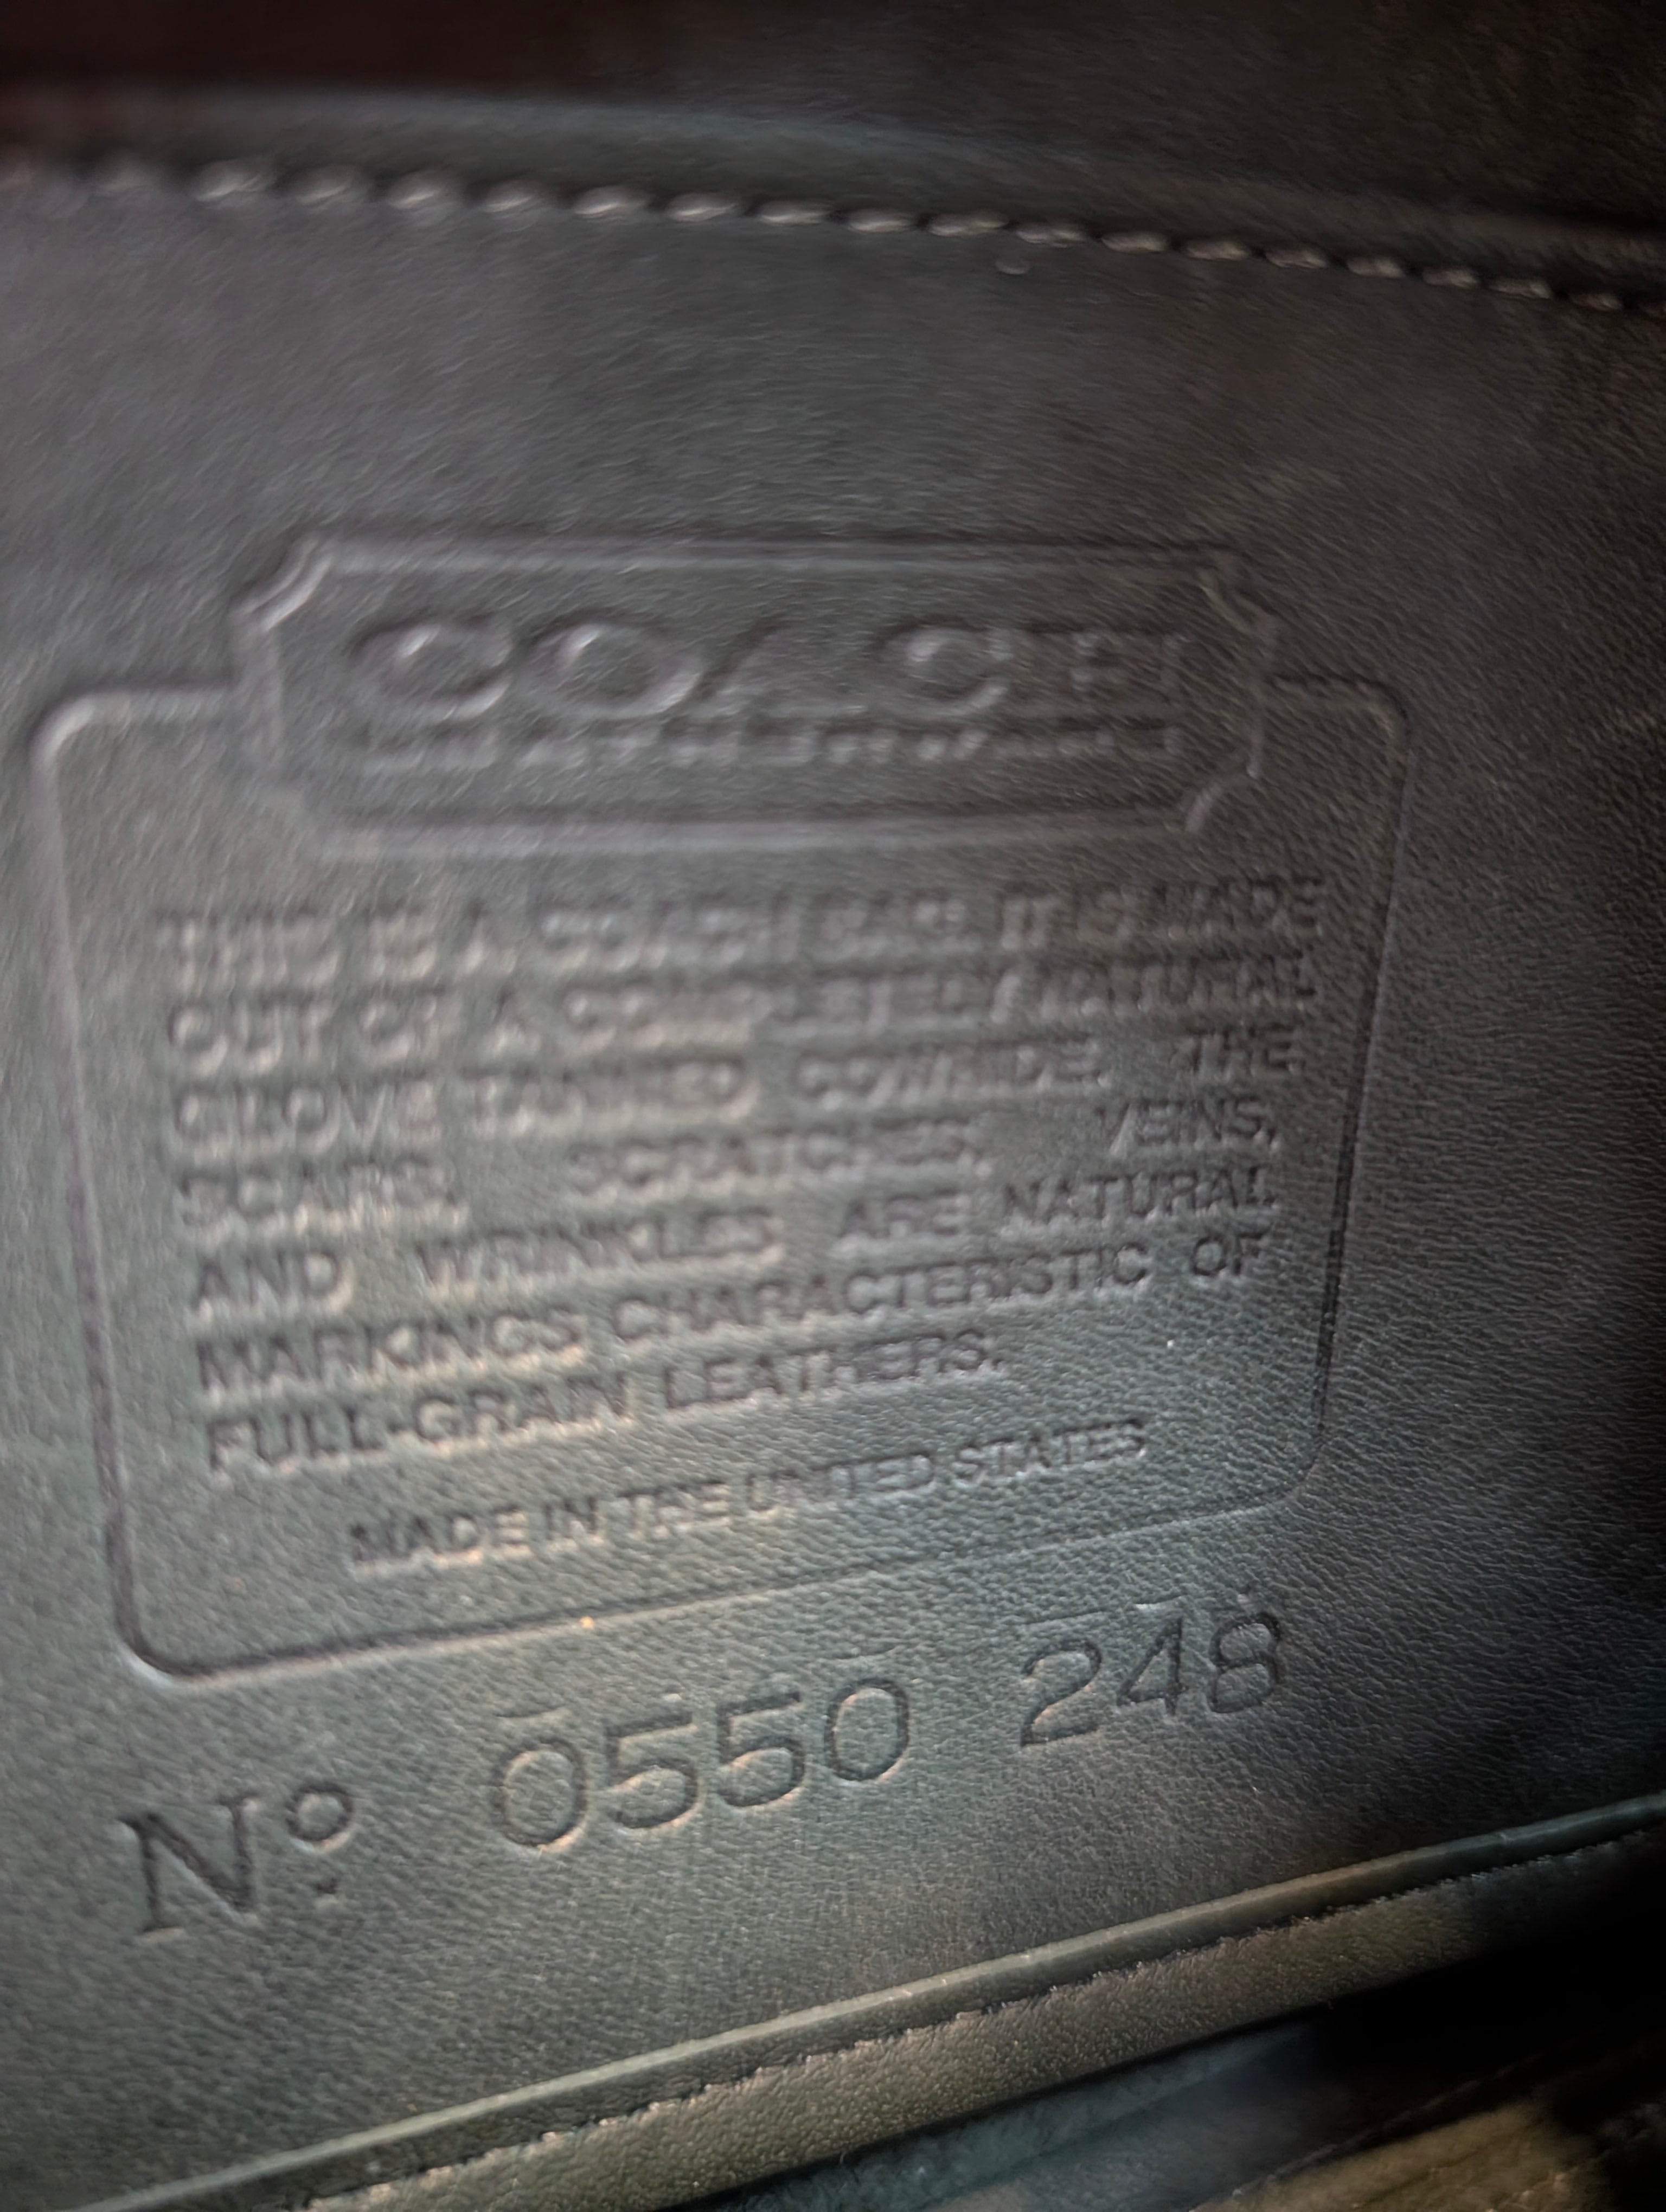 COACH
LEATHERWARE
THIS IS A COACH BAG. IT IS MADE
OUT OF A COMPLETELY NATURAL
GLOVE TANNED COWHIDE. THE
SCARS, SCRATCHES, VEINS,
AND WRINKLES ARE NATURAL
MARKINGS CHARACTERISTIC OF
FULL-GRAIN LEATHERS.
MADE IN THE UNITED STATES
Nº 0550 248